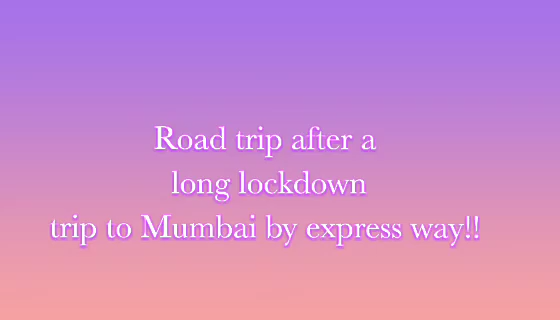 Road trip after a
long lockdown
trip to Mumbai by express way!!